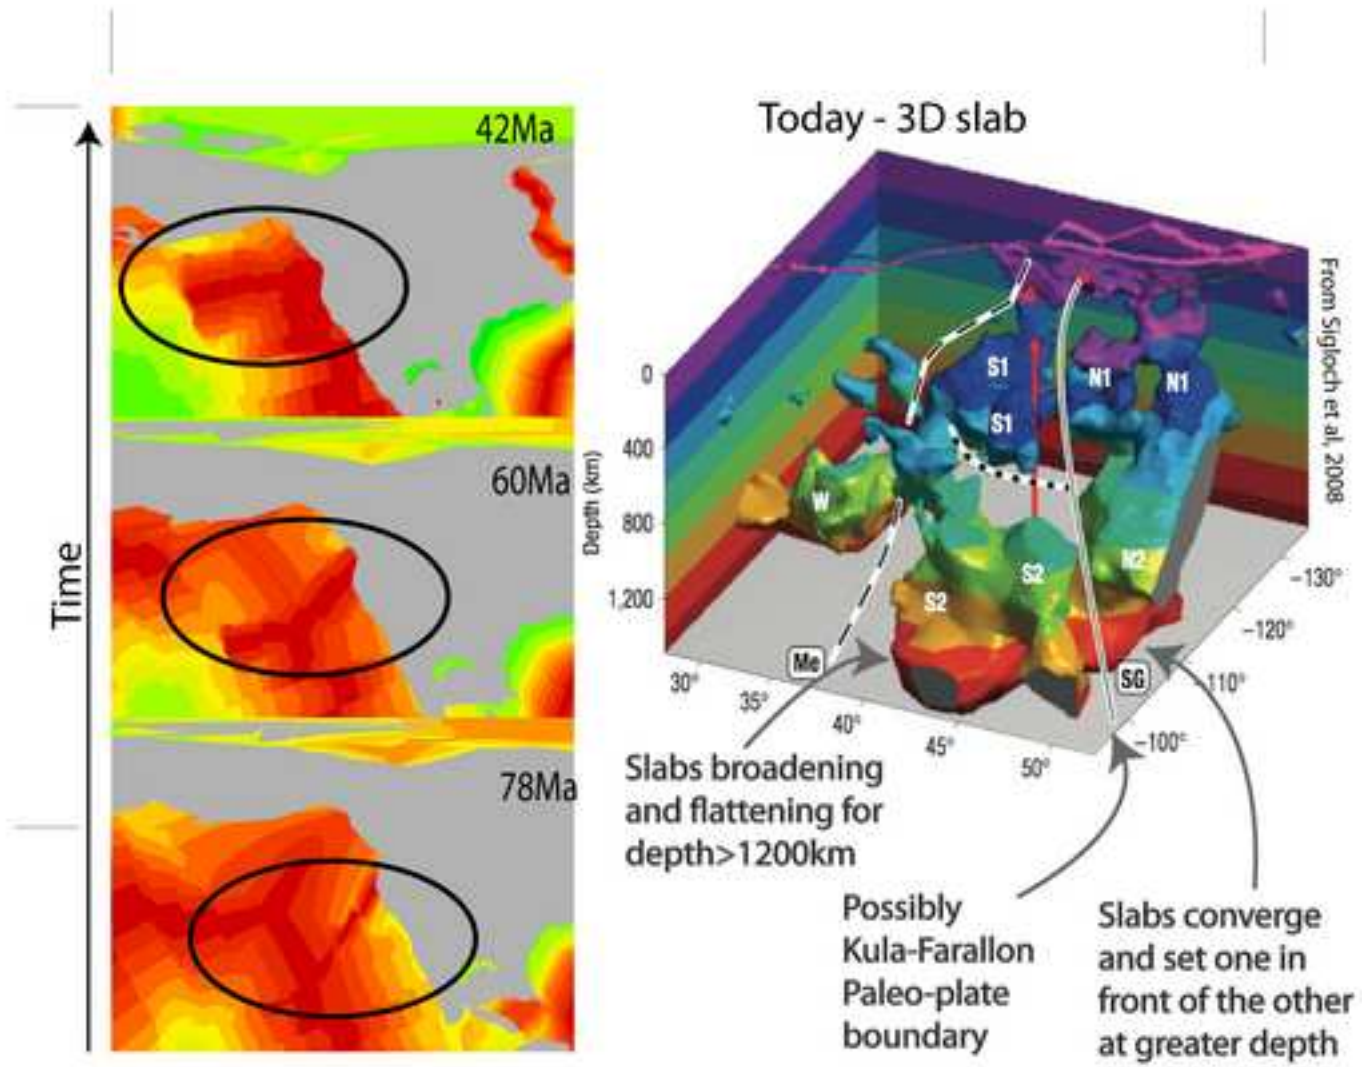 42Ma
60Ma
78Ma
Time
Today - 3D slab
From Sigloch et al, 2008
Depth (km)
0
400
800
1,200
S1
S1
N1
N1
W
S2
S2
N2
Me
SG
30°
35°
40°
45°
50°
-100°
110°
-120°
-130°
Slabs broadening
and flattening for
depth>1200km
Possibly
Kula-Farallon
Paleo-plate
boundary
Slabs converge
and set one in
front of the other
at greater depth